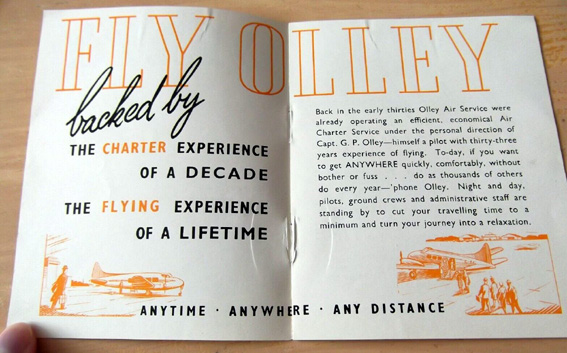 FLY OLLEY
backed by
THE CHARTER EXPERIENCE
OF A DECADE
THE FLYING EXPERIENCE
OF A LIFETIME
Back in the early thirties Olley Air Service were
already operating an efficient, economical Air
Charter Service under the personal direction of
Capt. G. P. Olley—himself a pilot with thirty-three
years experience of flying. To-day, if you want
to get ANYWHERE quickly, comfortably, without
bother or fuss . . . do as thousands of others
do every year—'phone Olley. Night and day,
pilots, ground crews and administrative staff are
standing by to cut your travelling time to a
minimum and turn your journey into a relaxation.
ANYTIME · ANYWHERE · ANY DISTANCE